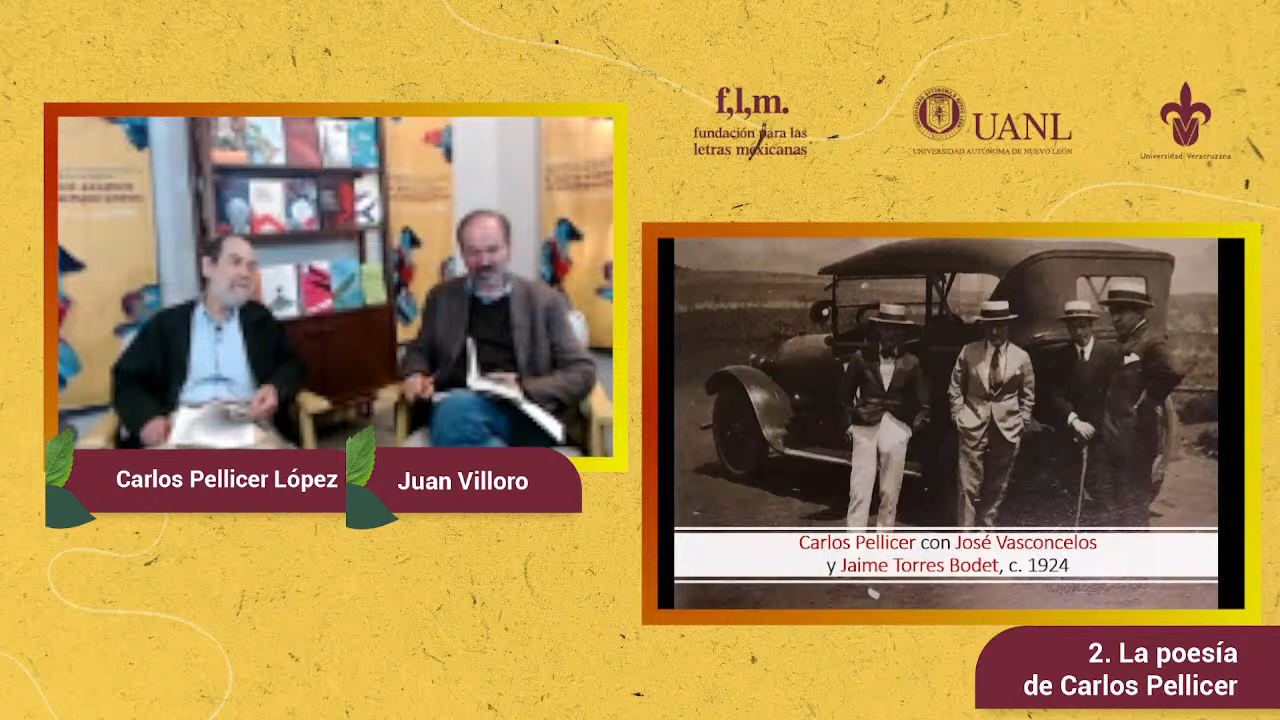 f,l,m.
fundación para las
letras mexicanas
UANL
UNIVERSIDAD AUTÓNOMA DE NUEVO LEÓN
Universidad Veracruzana
Carlos Pellicer López
Juan Villoro
Carlos Pellicer con José Vasconcelos
y Jaime Torres Bodet, c. 1924
2. La poesía
de Carlos Pellicer